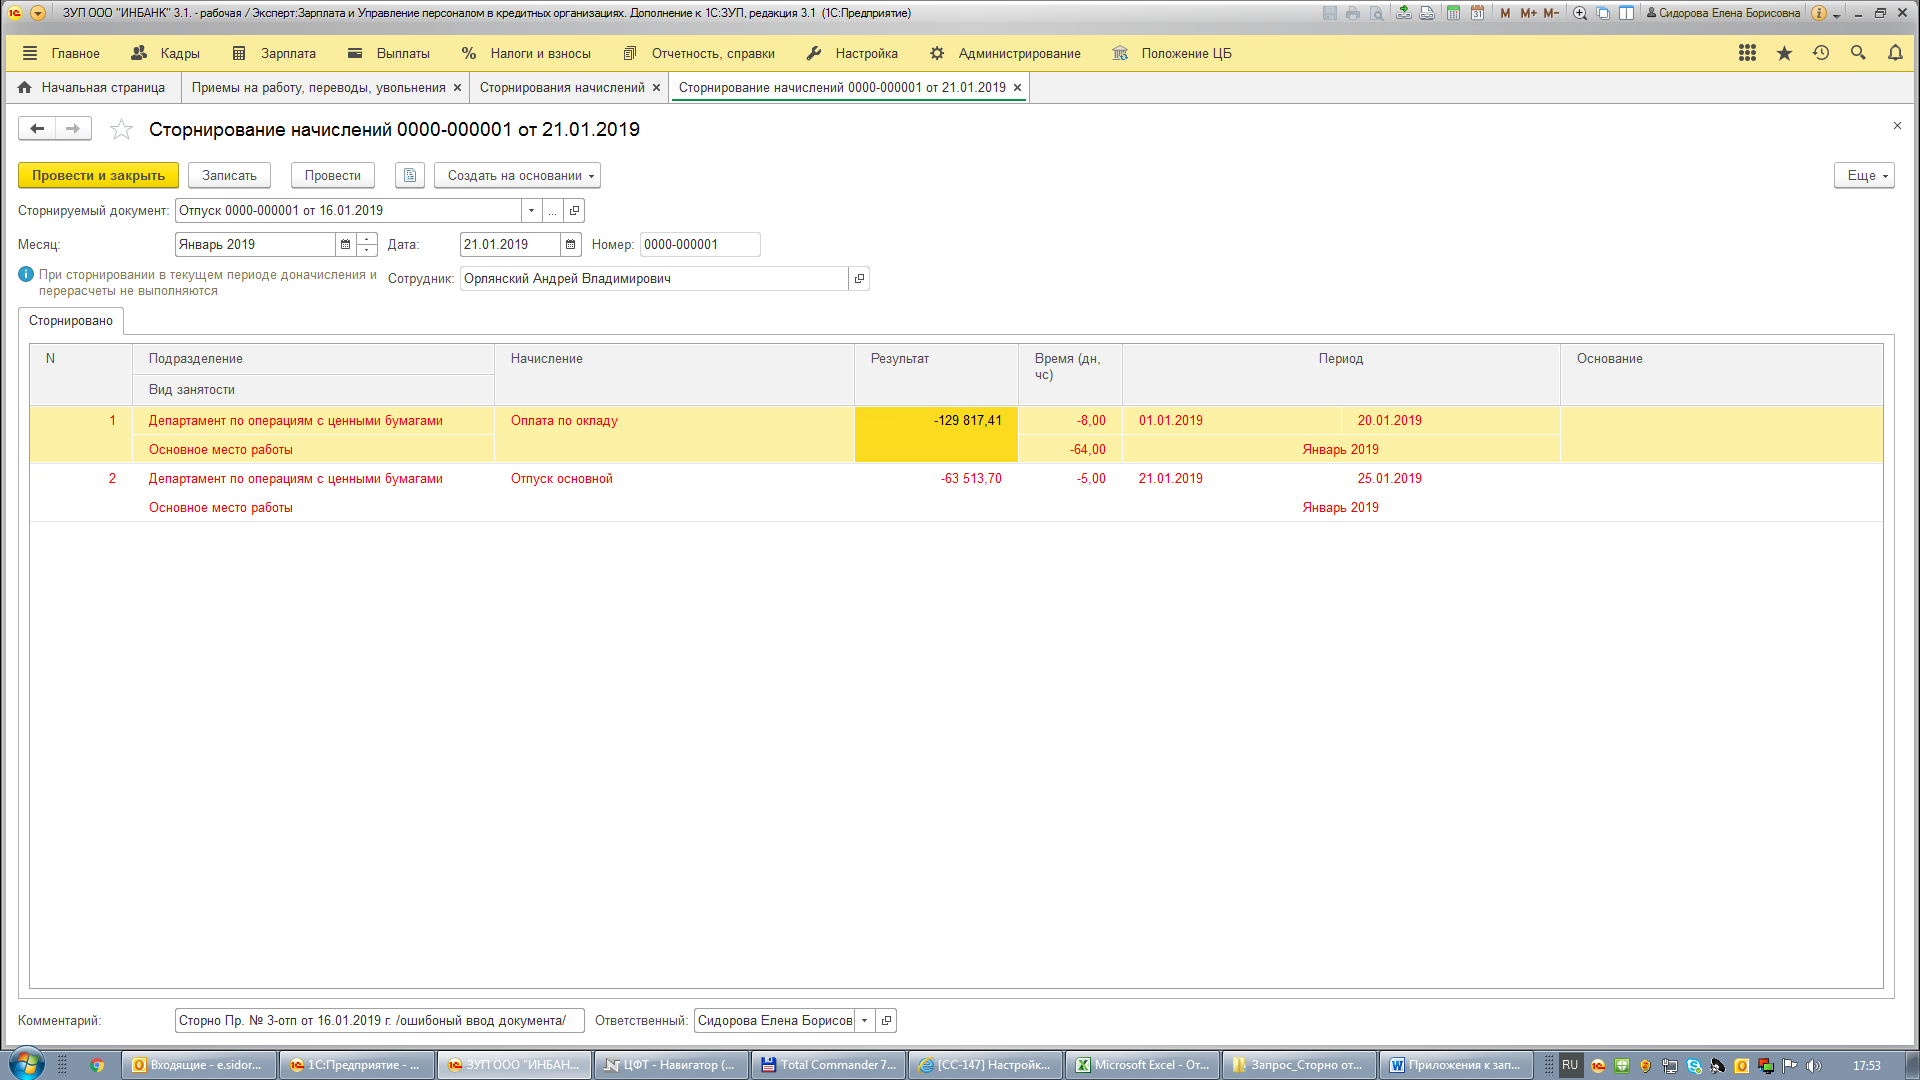 ЗУП ООО "ИНБАНК" 3.1. - рабочая / Эксперт:Зарплата и Управление персоналом в кредитных организациях. Дополнение к 1С:ЗУП, редакция 3.1 (1С:Предприятие)
M M+ M- Сидорова Елена Борисовна
Главное Кадры Зарплата Выплаты Налоги и взносы Отчетность, справки Настройка Администрирование Положение ЦБ
Начальная страница Приемы на работу, переводы, увольнения Сторнирования начислений Сторнирование начислений 0000-000001 от 21.01.2019
Сторнирование начислений 0000-000001 от 21.01.2019
Провести и закрыть Записать Провести Создать на основании Еще
Сторнируемый документ: Отпуск 0000-000001 от 16.01.2019 ...
Месяц: Январь 2019 Дата: 21.01.2019 Номер: 0000-000001
При сторнировании в текущем периоде доначисления и
перерасчеты не выполняются
Сотрудник: Орлянский Андрей Владимирович
Сторнировано
N Подразделение Начисление Результат Время (дн, чс) Период Основание
Вид занятости
1 Департамент по операциям с ценными бумагами Оплата по окладу -129 817,41 -8,00 01.01.2019 20.01.2019
Основное место работы -64,00 Январь 2019
2 Департамент по операциям с ценными бумагами Отпуск основной -63 513,70 -5,00 21.01.2019 25.01.2019
Основное место работы Январь 2019
Комментарий: Сторно Пр. № 3-отп от 16.01.2019 г. /ошибоный ввод документа/ Ответственный: Сидорова Елена Борисов
Входящие - e.sidor... 1С:Предприятие - ... ЗУП ООО "ИНБАН... ЦФТ - Навигатор (... Total Commander 7... [CC-147] Настройк... Microsoft Excel - От... Запрос_Сторно от... Приложения к зап... RU 17:53